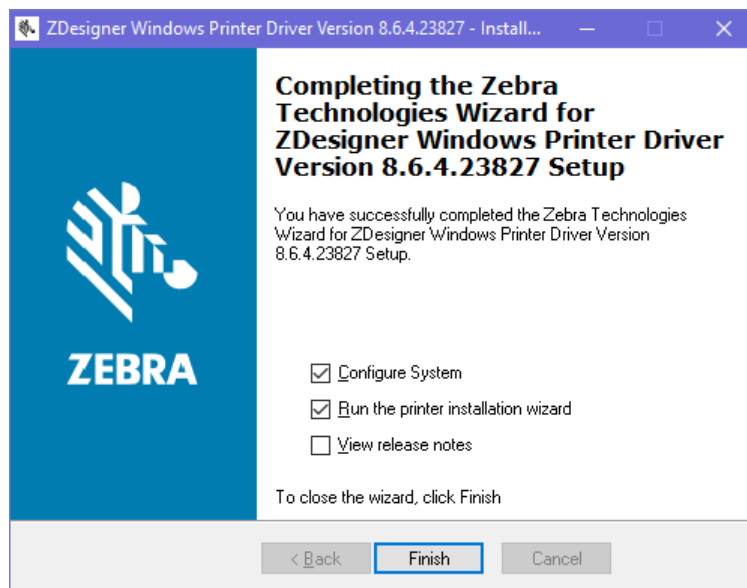 ZDesigner Windows Printer Driver Version 8.6.4.23827 - Install...
Completing the Zebra
Technologies Wizard for
ZDesigner Windows Printer Driver
Version 8.6.4.23827 Setup
You have successfully completed the Zebra Technologies
Wizard for ZDesigner Windows Printer Driver Version
8.6.4.23827 Setup.
ZEBRA
Configure System
Run the printer installation wizard
View release notes
To close the wizard, click Finish
< Back
Finish
Cancel